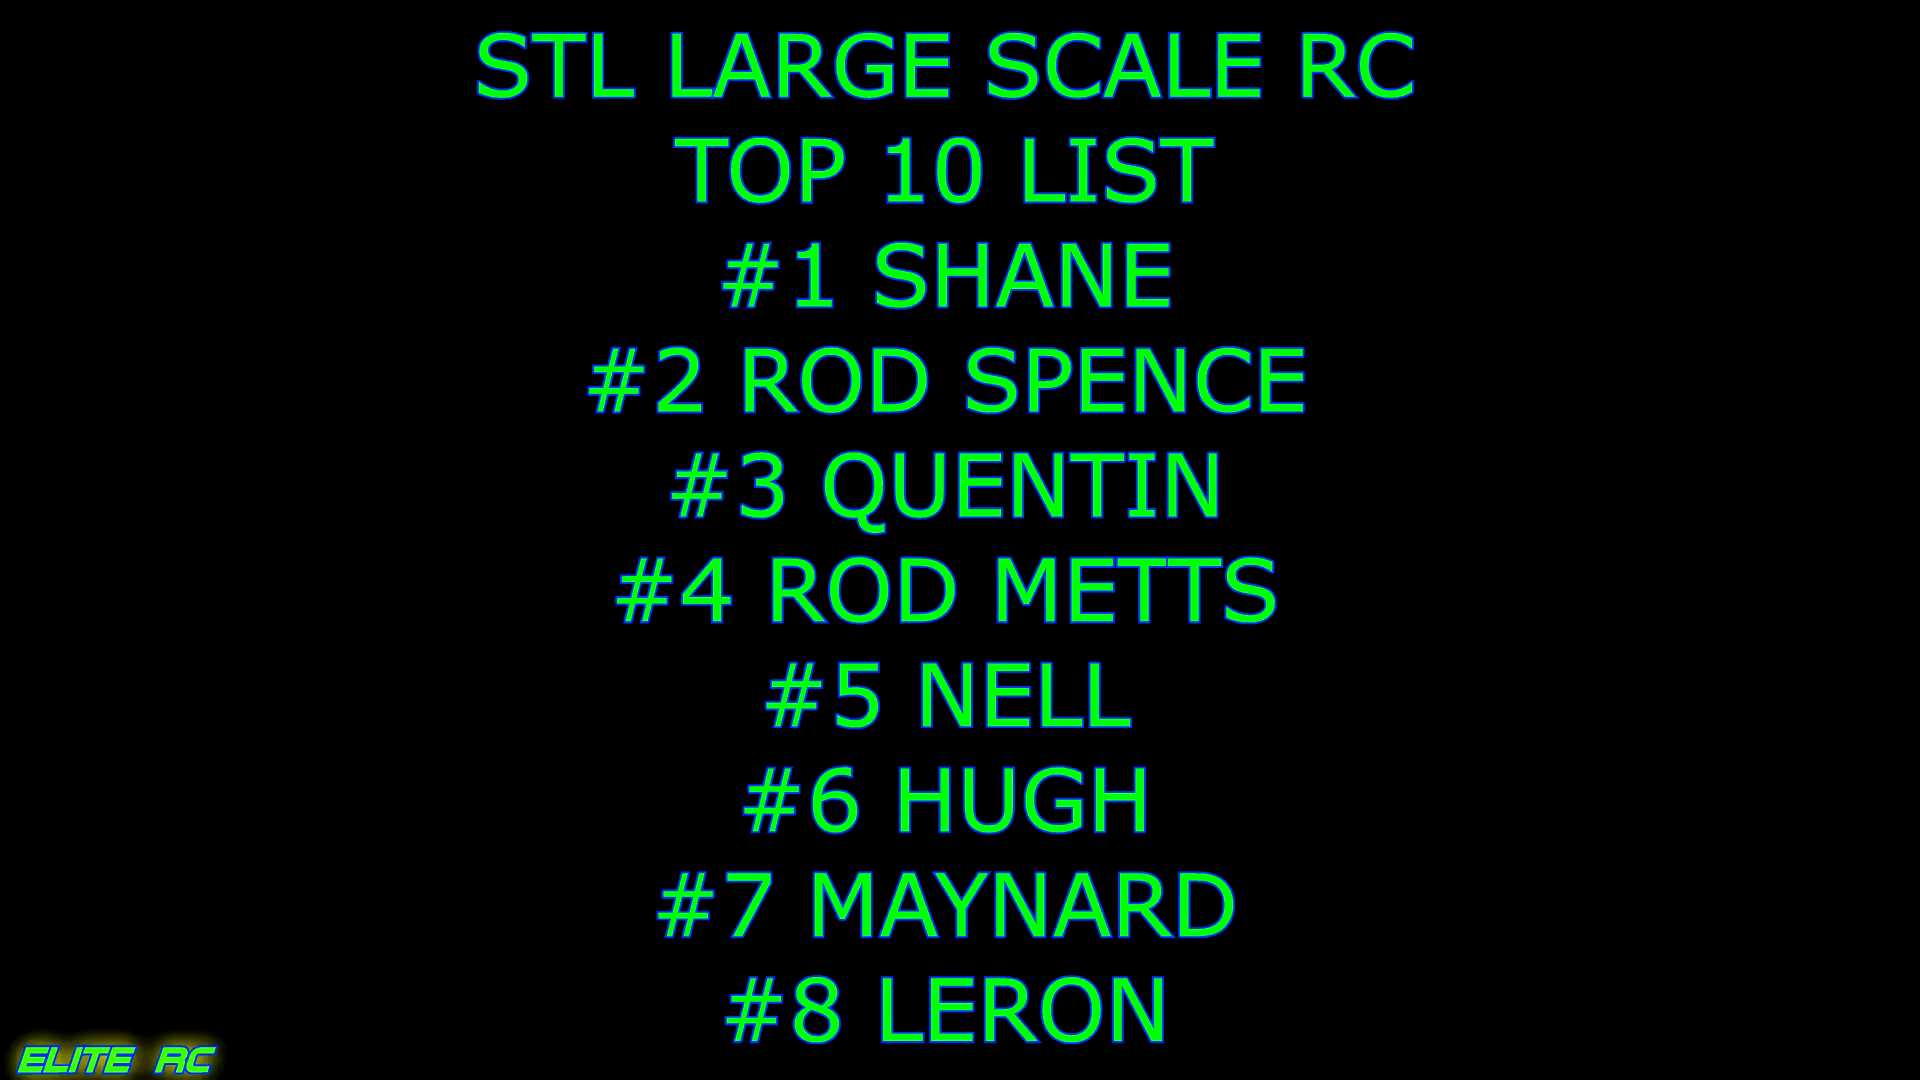 STL LARGE SCALE RC
TOP 10 LIST
#1 SHANE
#2 ROD SPENCE
#3 QUENTIN
#4 ROD METTS
#5 NELL
#6 HUGH
#7 MAYNARD
#8 LERON
ELITE RC